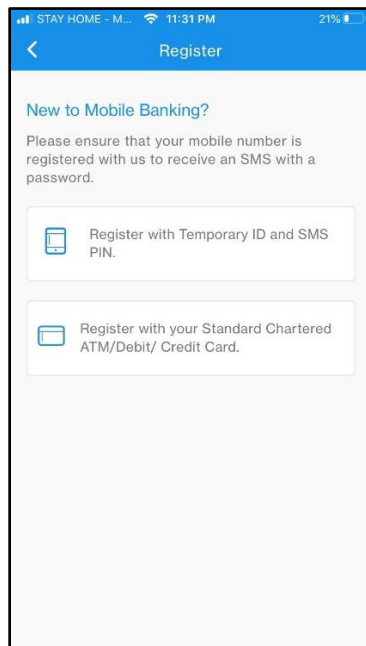 STAY HOME - M... 11:31 PM 21%
Register
New to Mobile Banking?
Please ensure that your mobile number is
registered with us to receive an SMS with a
password.
Register with Temporary ID and SMS
PIN.
Register with your Standard Chartered
ATM/Debit/ Credit Card.